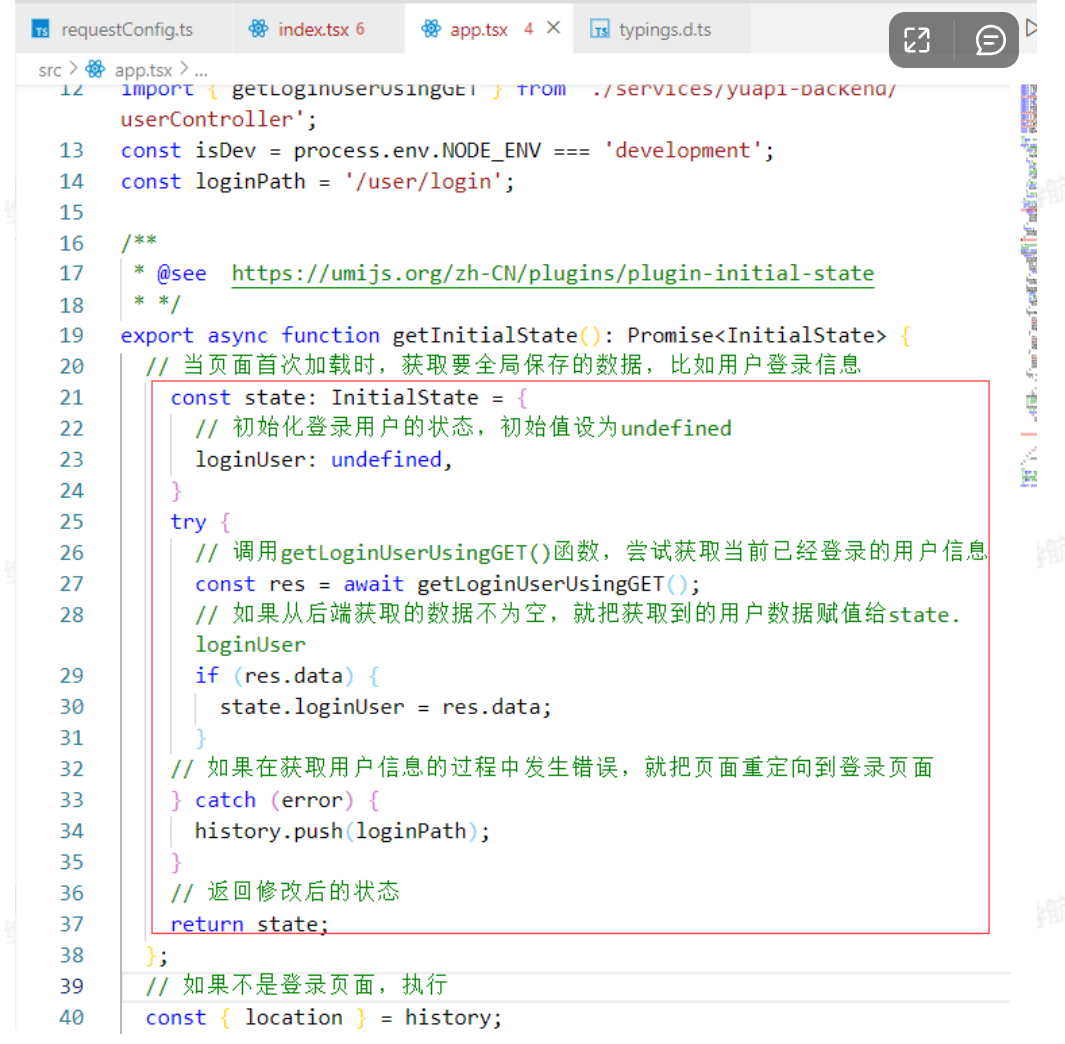 requestConfig.ts index.tsx 6 app.tsx 4 typings.d.ts
src > app.tsx > ...
12 import { getLoginUserUsingGET } from './services/yuapi-backend/
userController';
13 const isDev = process.env.NODE_ENV === 'development';
14 const loginPath = '/user/login';
15
16 /**
17 * @see https://umijs.org/zh-CN/plugins/plugin-initial-state
18 * */
19 export async function getInitialState(): Promise<InitialState> {
20 // 当页面首次加载时，获取要全局保存的数据，比如用户登录信息
21 const state: InitialState = {
22 // 初始化登录用户的状态，初始值设为undefined
23 loginUser: undefined,
24 }
25 try {
26 // 调用getLoginUserUsingGET()函数，尝试获取当前已经登录的用户信息
27 const res = await getLoginUserUsingGET();
28 // 如果从后端获取的数据不为空，就把获取到的用户数据赋值给state.
loginUser
29 if (res.data) {
30 state.loginUser = res.data;
31 }
32 // 如果在获取用户信息的过程中发生错误，就把页面重定向到登录页面
33 } catch (error) {
34 history.push(loginPath);
35 }
36 // 返回修改后的状态
37 return state;
38 };
39 // 如果不是登录页面，执行
40 const { location } = history;